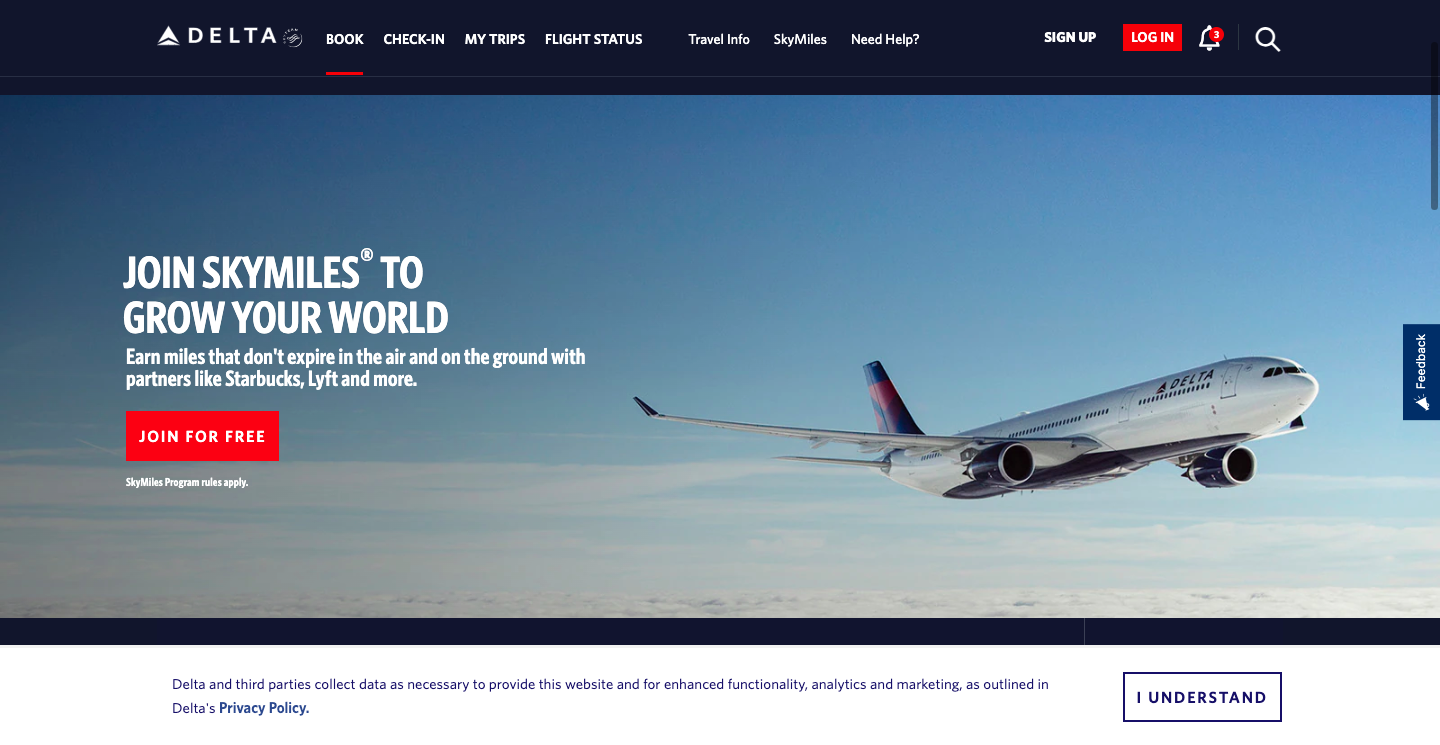 DELTA
BOOK
CHECK-IN
MY TRIPS
FLIGHT STATUS
Travel Info
SkyMiles
Need Help?
SIGN UP
LOG IN
3
JOIN SKYMILES® TO
GROW YOUR WORLD
Earn miles that don't expire in the air and on the ground with
partners like Starbucks, Lyft and more.
JOIN FOR FREE
SkyMiles Program rules apply.
DELTA
Feedback
Delta and third parties collect data as necessary to provide this website and for enhanced functionality, analytics and marketing, as outlined in
Delta's Privacy Policy.
I UNDERSTAND